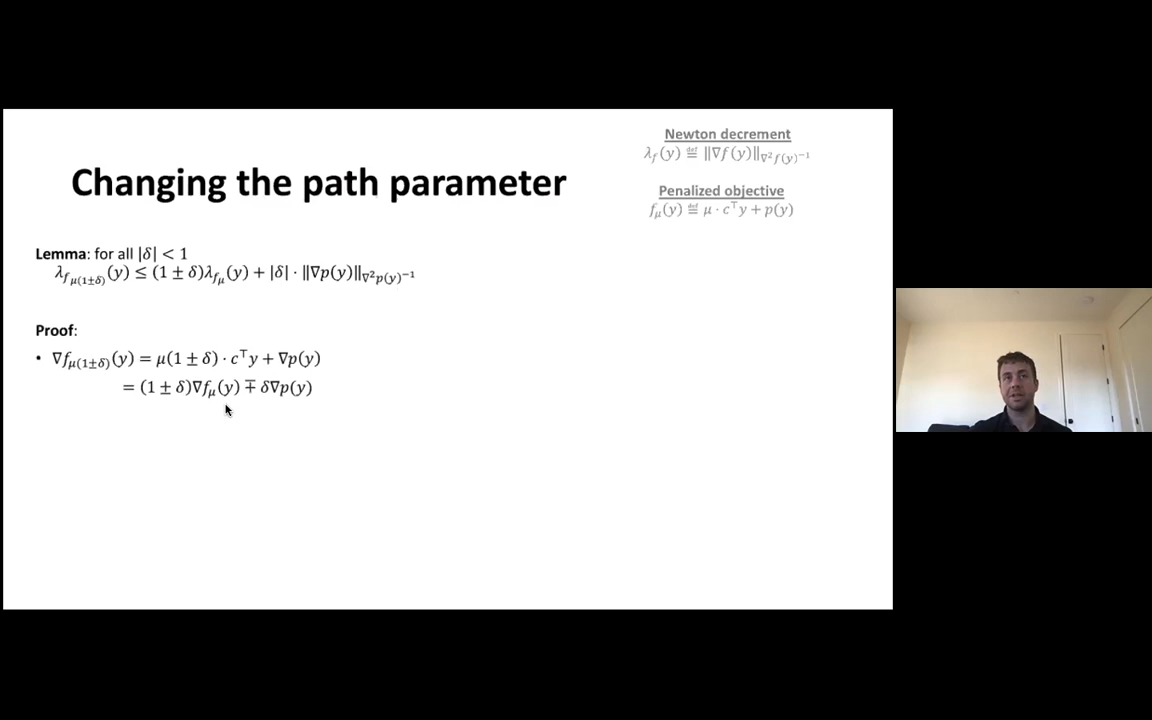 Changing the path parameter
Newton decrement
λ_f(y) ≝ ‖∇f(y)‖_{∇²f(y)⁻¹}
Penalized objective
f_μ(y) ≝ μ · c^⊤y + p(y)
Lemma: for all |δ| < 1
λ_{f_{μ(1±δ)}}(y) ≤ (1 ± δ)λ_{f_μ}(y) + |δ| · ‖∇p(y)‖_{∇²p(y)⁻¹}
Proof:
• ∇f_{μ(1±δ)}(y) = μ(1 ± δ) · c^⊤y + ∇p(y)
= (1 ± δ)∇f_μ(y) ∓ δ∇p(y)